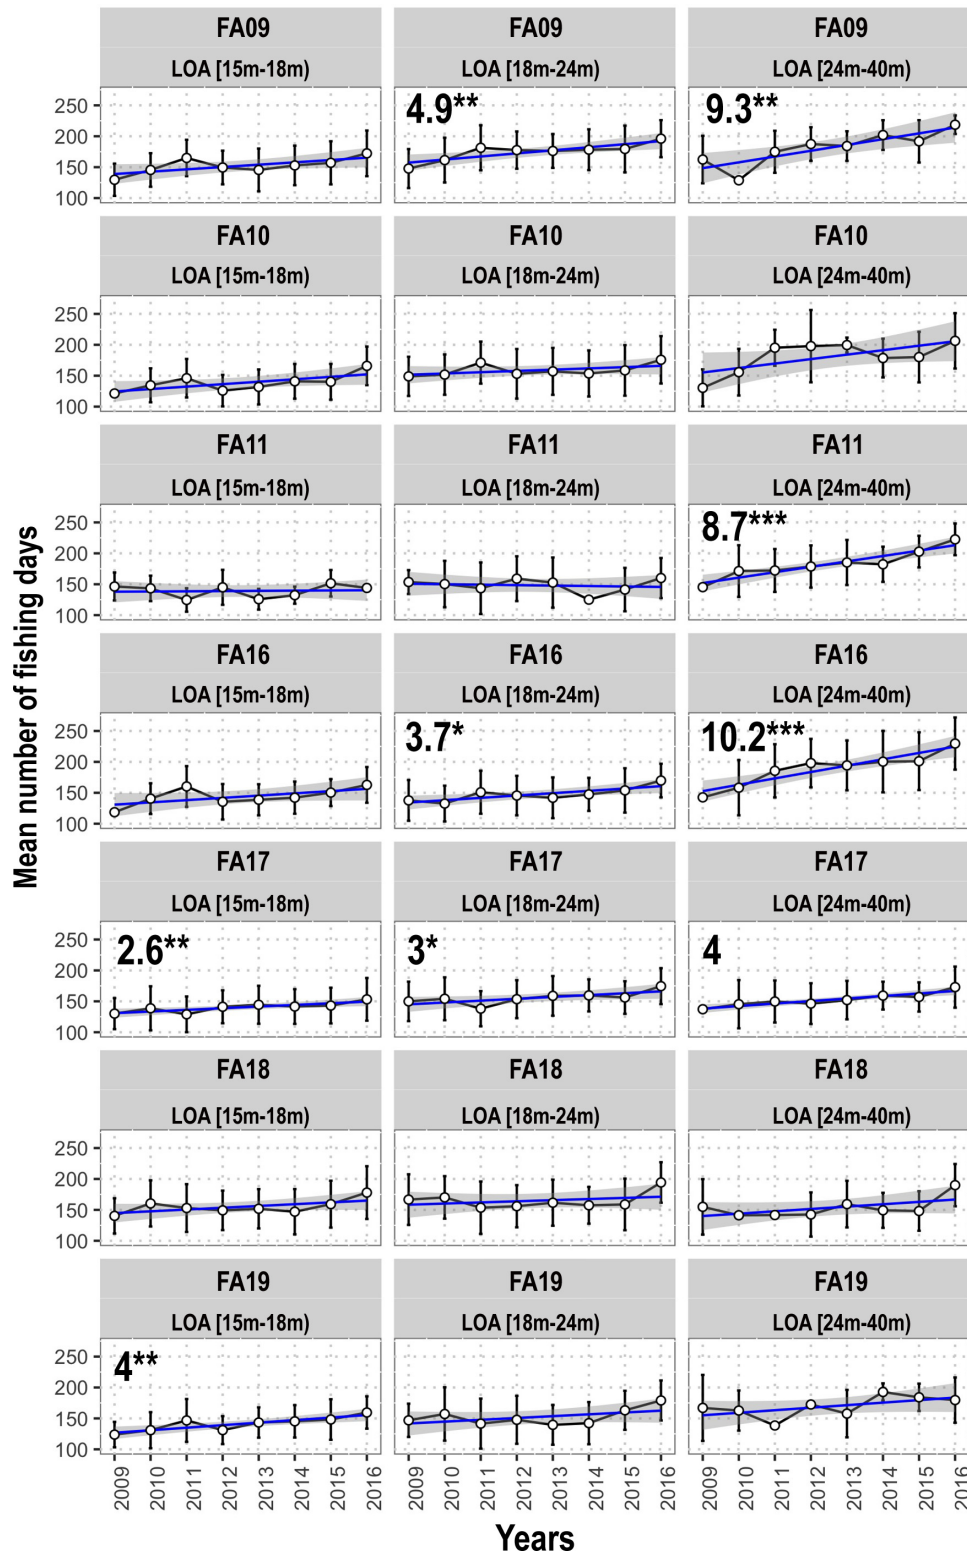 FA09 FA09 FA09
LOA [15m-18m) LOA [18m-24m) LOA [24m-40m)
4.9** 9.3**
250
200
150
100
FA10 FA10 FA10
LOA [15m-18m) LOA [18m-24m) LOA [24m-40m)
250
200
150
100
FA11 FA11 FA11
LOA [15m-18m) LOA [18m-24m) LOA [24m-40m)
8.7***
250
200
150
100
FA16 FA16 FA16
LOA [15m-18m) LOA [18m-24m) LOA [24m-40m)
3.7* 10.2***
250
200
150
100
FA17 FA17 FA17
LOA [15m-18m) LOA [18m-24m) LOA [24m-40m)
2.6** 3* 4
250
200
150
100
FA18 FA18 FA18
LOA [15m-18m) LOA [18m-24m) LOA [24m-40m)
250
200
150
100
FA19 FA19 FA19
LOA [15m-18m) LOA [18m-24m) LOA [24m-40m)
4**
250
200
150
100
2009 2010 2011 2012 2013 2014 2015 2016 2009 2010 2011 2012 2013 2014 2015 2016 2009 2010 2011 2012 2013 2014 2015 2016
Years
Mean number of fishing days